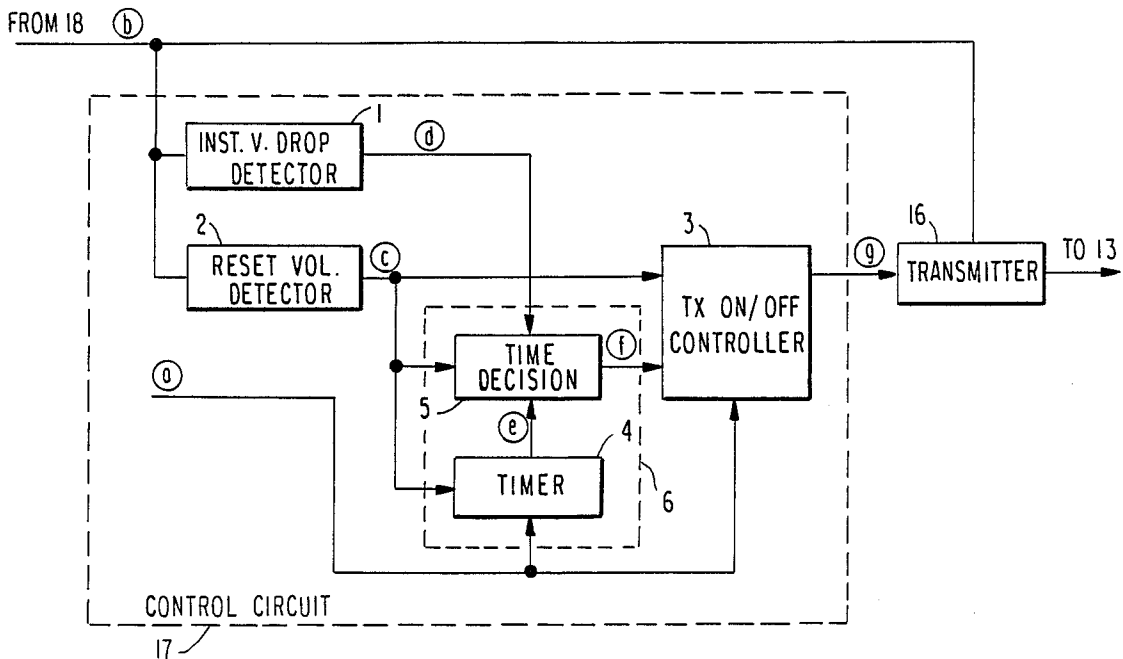 FROM 18 b
1
INST. V. DROP
DETECTOR
d
2
RESET VOL.
DETECTOR
c
3
TX ON/OFF
CONTROLLER
g
16
TRANSMITTER
TO 13
a
TIME
DECISION
f
5
e
4
TIMER
6
CONTROL CIRCUIT
17